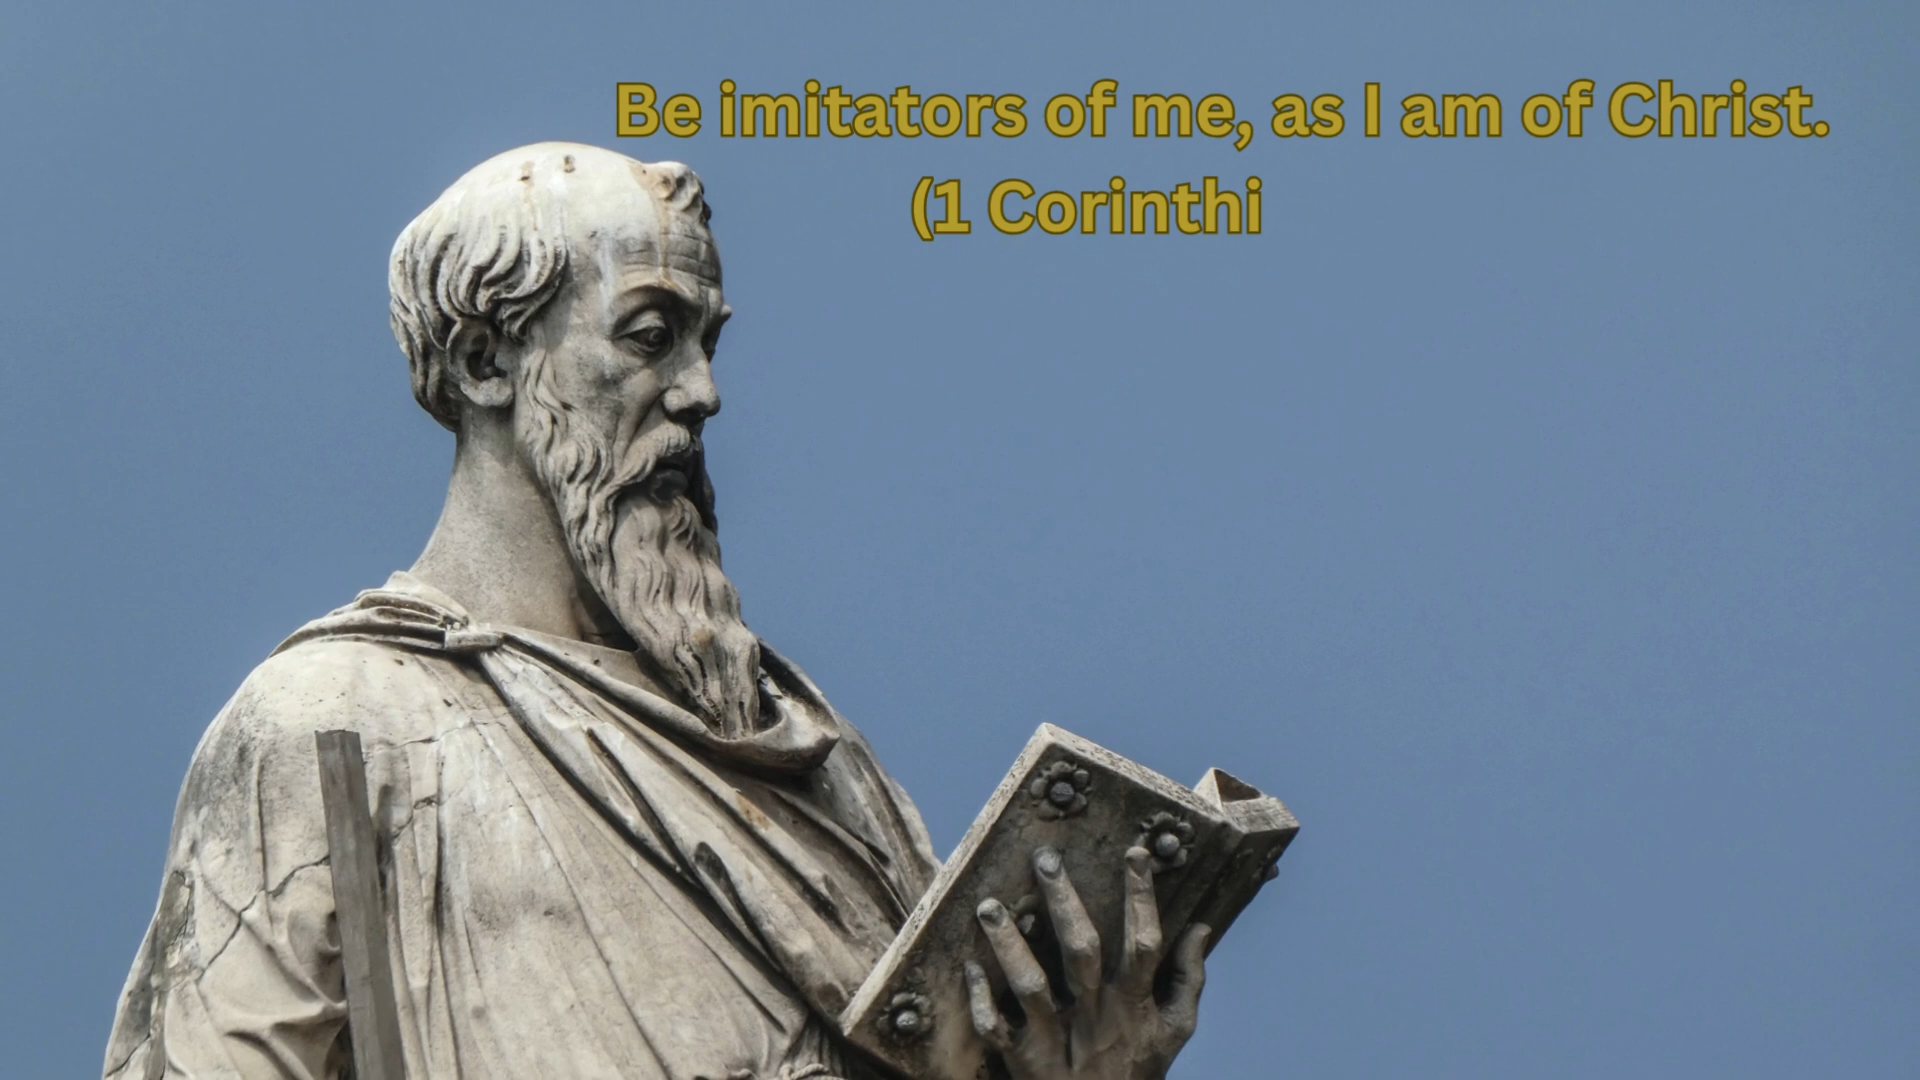 Be imitators of me, as I am of Christ.
(1 Corinthi